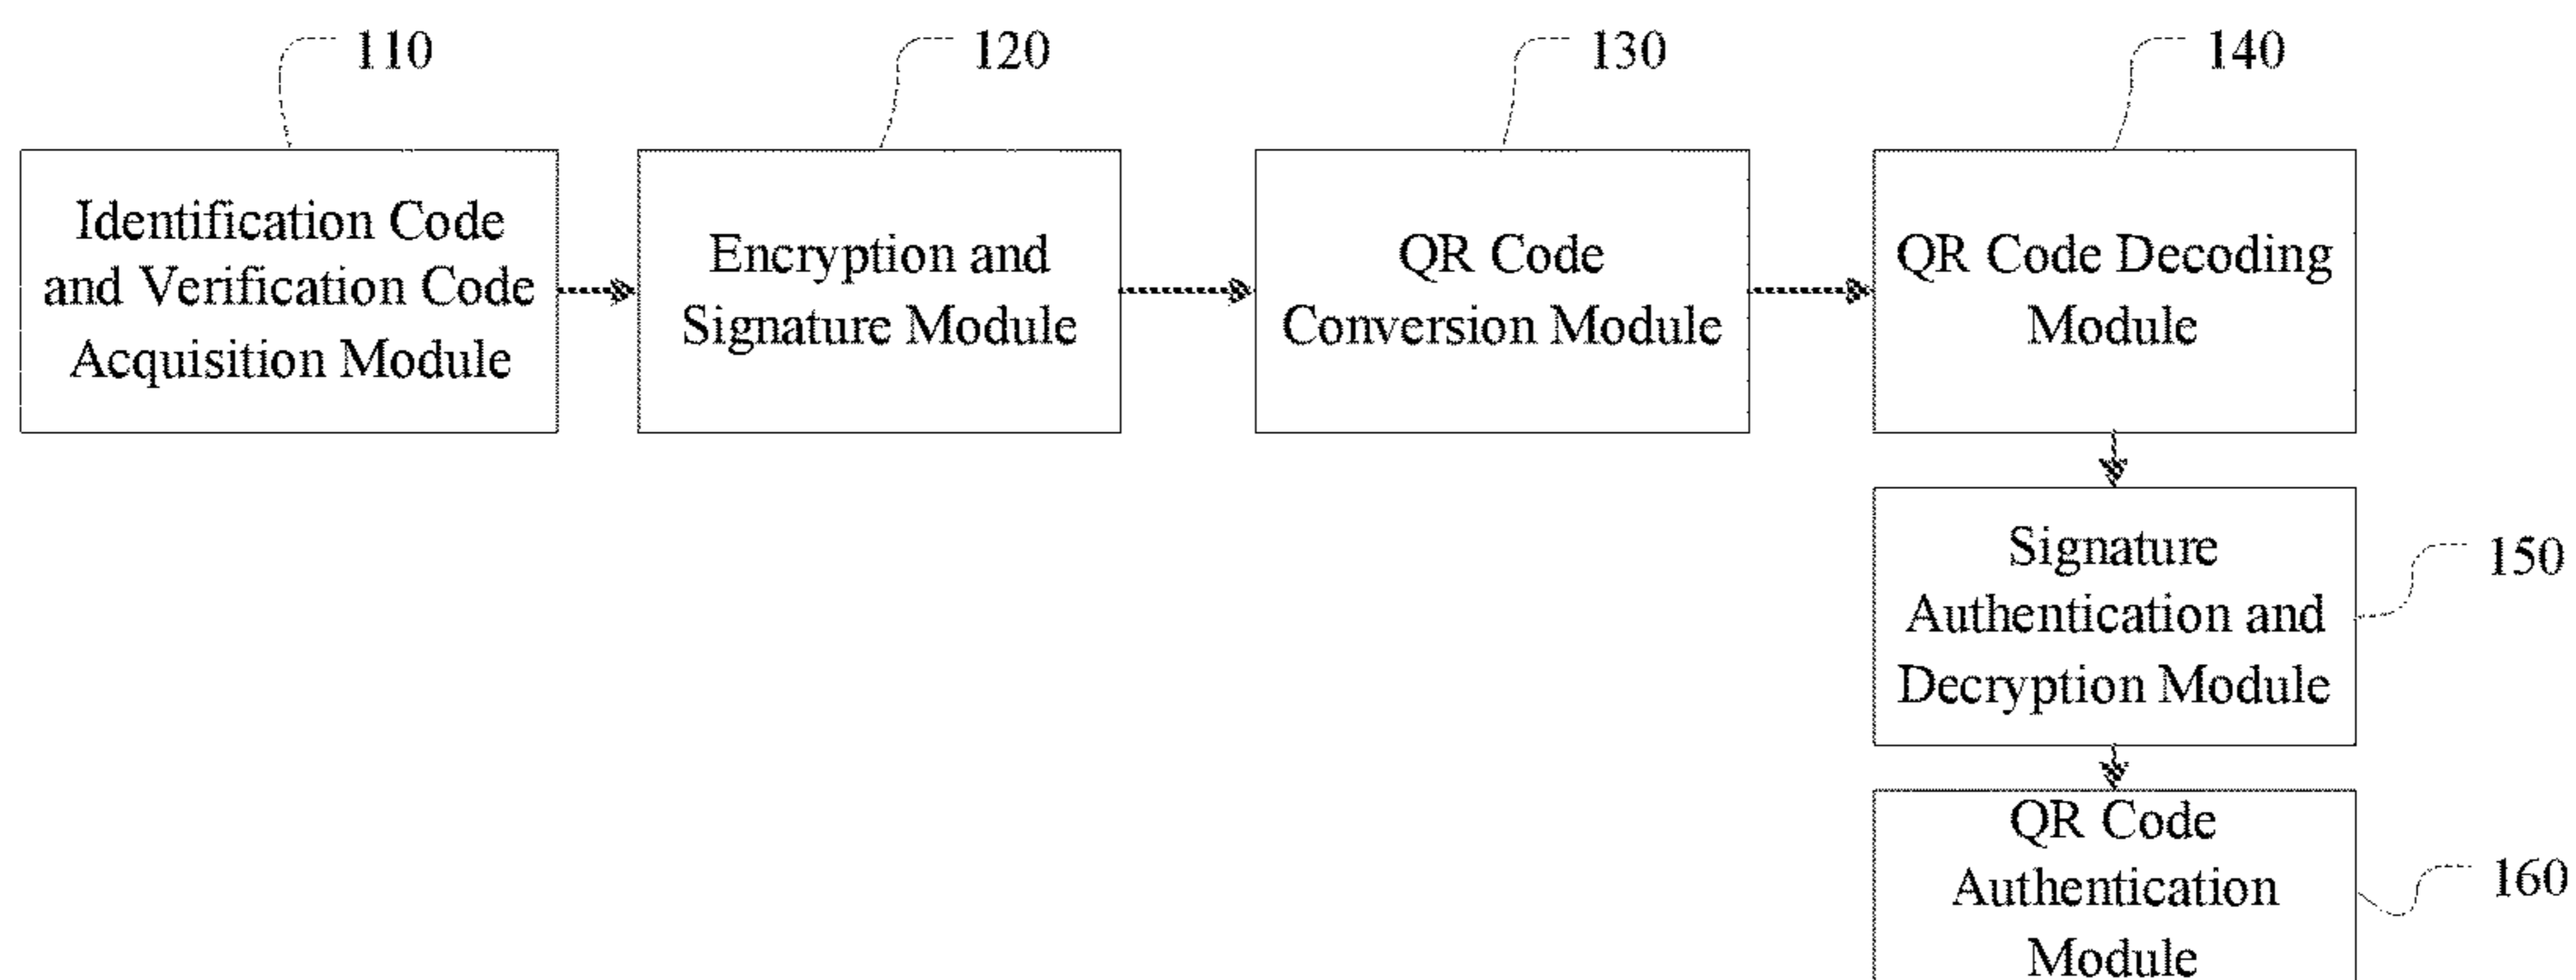 110
120
130
140
Identification Code
and Verification Code
Acquisition Module
Encryption and
Signature Module
QR Code
Conversion Module
QR Code Decoding
Module
Signature
Authentication and
Decryption Module
150
QR Code
Authentication
Module
160